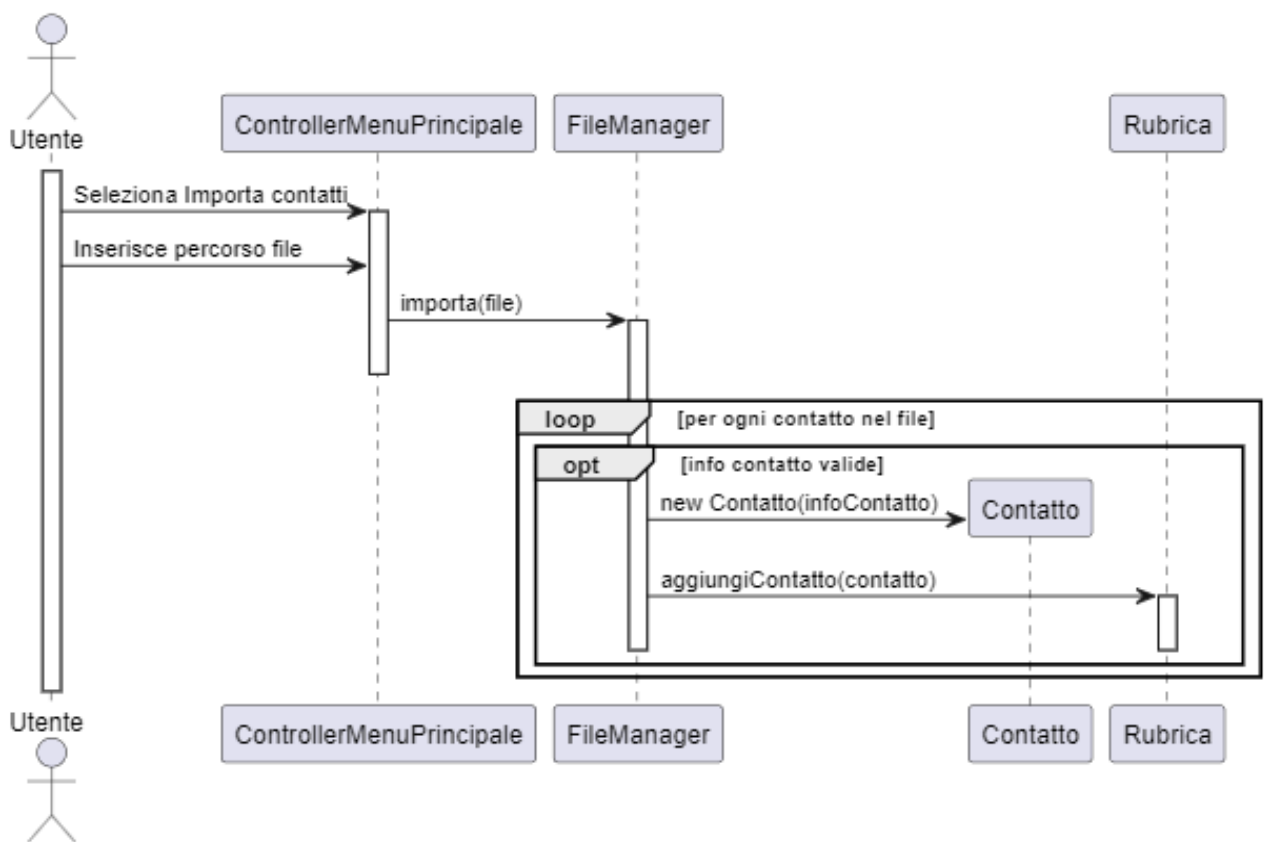 Utente
ControllerMenuPrincipale
FileManager
Rubrica
Seleziona Importa contatti
Inserisce percorso file
importa(file)
loop
[per ogni contatto nel file]
opt
[info contatto valide]
new Contatto(infoContatto)
Contatto
aggiungiContatto(contatto)
Utente
ControllerMenuPrincipale
FileManager
Contatto
Rubrica